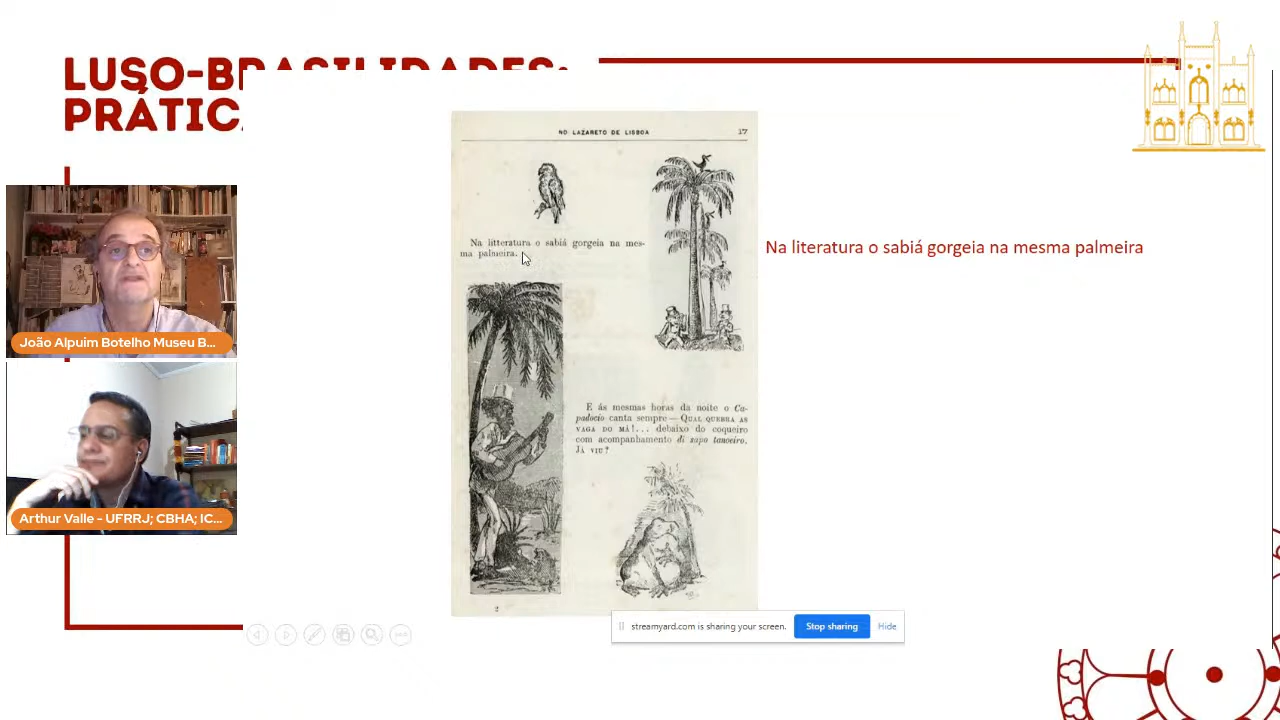 LUSO-BRASILIDADES:
PRÁTIC
NO LAZARETO DE LISBOA 17
Na litteratura o sabiá gorgeia na mes-
ma palmeira.
Na literatura o sabiá gorgeia na mesma palmeira
João Alpuim Botelho Museu B...
E ás mesmas horas da noite o Ca-
padocio canta sempre — QUAL QUEBRA AS
VAGA DO MÁ!... debaixo do coqueiro
com acompanhamento di sapo tanoeiro.
JÁ VIU?
Arthur Valle - UFRRJ; CBHA; IC...
2
streamyard.com is sharing your screen. Stop sharing Hide